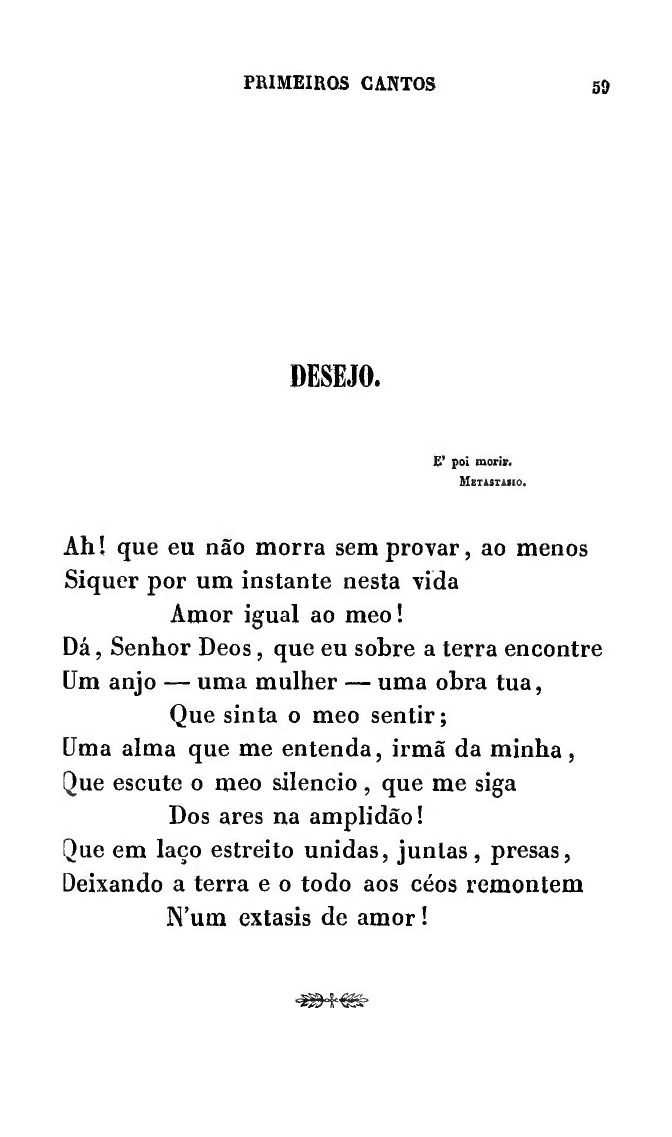 PRIMEIROS CANTOS 59
DESEJO.
E' poi morir.
METASTASIO.
Ah! que eu não morra sem provar, ao menos
Siquer por um instante nesta vida
Amor igual ao meo!
Dá, Senhor Deos, que eu sobre a terra encontre
Um anjo — uma mulher — uma obra tua,
Que sinta o meo sentir;
Uma alma que me entenda, irmã da minha,
Que escute o meo silencio, que me siga
Dos ares na amplidão!
Que em laço estreito unidas, juntas, presas,
Deixando a terra e o todo aos céos remontem
N'um extasis de amor!